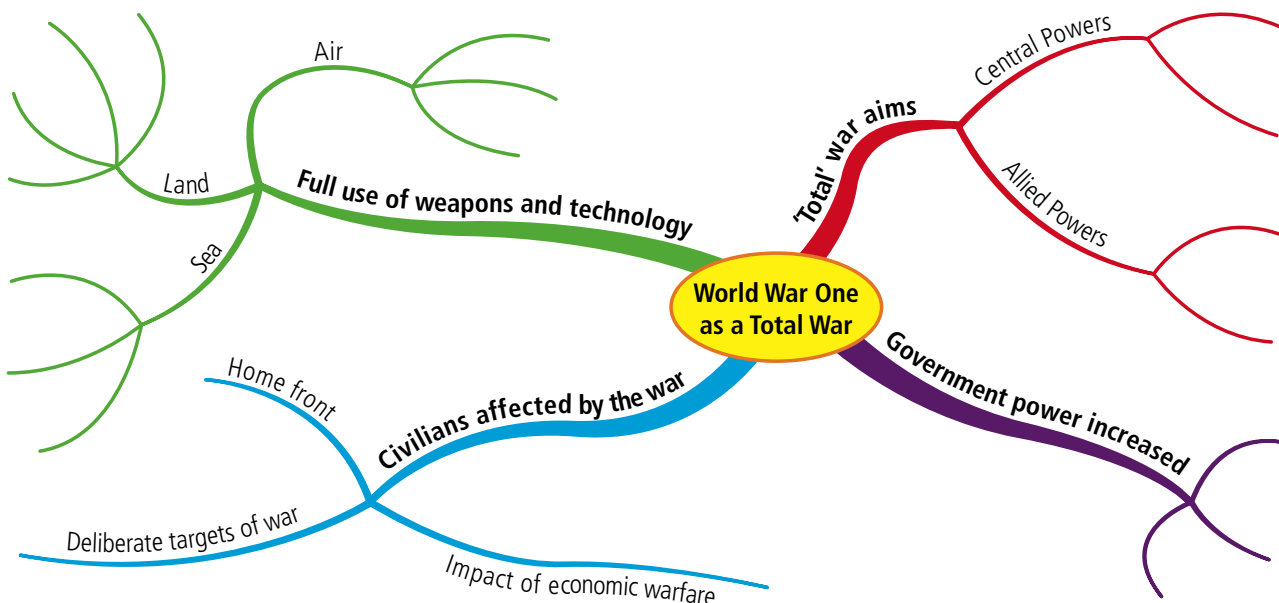 World War One
as a Total War
'Total' war aims
Central Powers
Allied Powers
Government power increased
Civilians affected by the war
Home front
Deliberate targets of war
Impact of economic warfare
Full use of weapons and technology
Air
Land
Sea